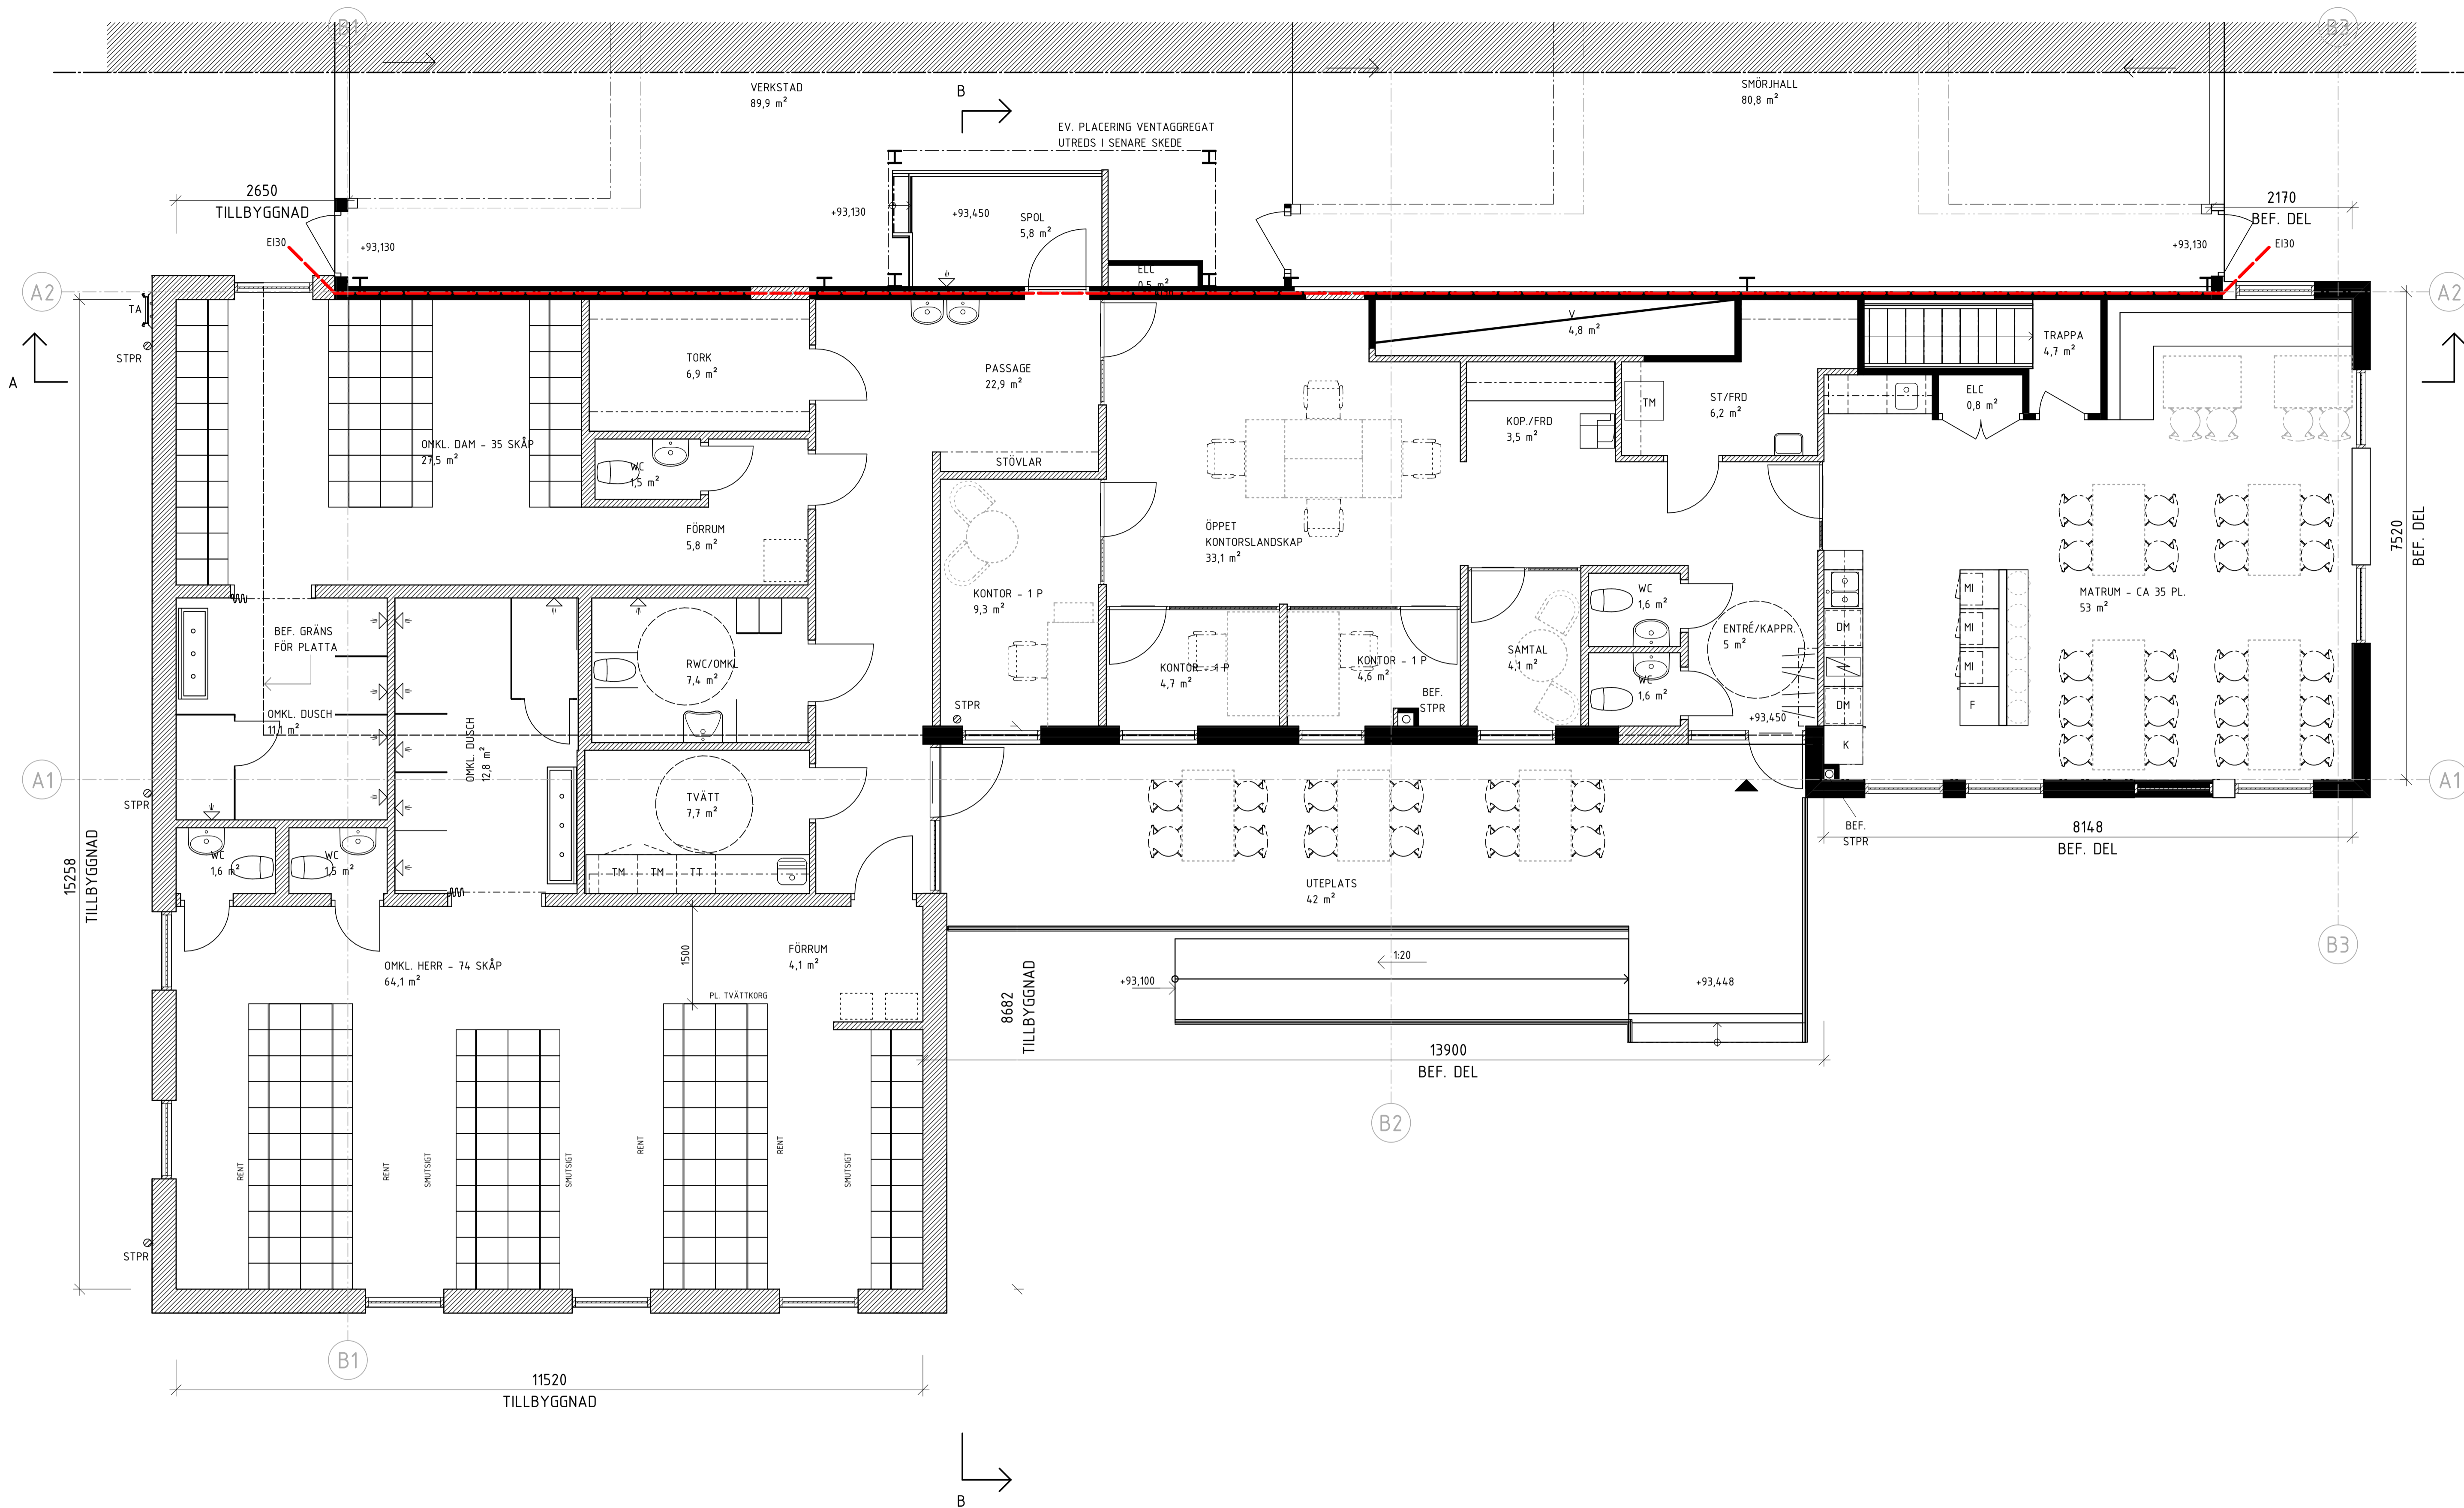 B1
B3
VERKSTAD
89,9 m²
SMÖRJHALL
80,8 m²
B
EV. PLACERING VENTAGGREGAT
UTREDS I SENARE SKEDE
2650
TILLBYGGNAD
2170
BEF. DEL
+93,130
+93,450
SPOL
5,8 m²
EI30
+93,130
+93,130
EI30
ELC
0,5 m²
A2
A2
TA
STPR
A
TORK
6,9 m²
PASSAGE
22,9 m²
V
4,8 m²
TRAPPA
4,7 m²
TM
ST/FRD
6,2 m²
ELC
0,8 m²
KOP./FRD
3,5 m²
OMKL. DAM - 35 SKÅP
27,5 m²
WC
1,5 m²
STÖVLAR
FÖRRUM
5,8 m²
ÖPPET
KONTORSLANDSKAP
33,1 m²
7520
BEF. DEL
KONTOR - 1 P
9,3 m²
WC
1,6 m²
MI
MATRUM - CA 35 PL.
53 m²
BEF. GRÄNS
FÖR PLATTA
RWC/OMKL
7,4 m²
KONTOR - 1 P
4,7 m²
KONTOR - 1 P
4,6 m²
SAMTAL
4,1 m²
ENTRÉ/KAPPR.
5 m²
DM
MI
MI
WC
1,6 m²
BEF.
STPR
STPR
DM
F
OMKL. DUSCH
11,1 m²
OMKL. DUSCH
12,8 m²
+93,450
K
A1
A1
STPR
TVÄTT
7,7 m²
TM
TM
TT
WC
1,6 m²
WC
1,5 m²
BEF.
STPR
8148
BEF. DEL
15258
TILLBYGGNAD
UTEPLATS
42 m²
1500
FÖRRUM
4,1 m²
OMKL. HERR - 74 SKÅP
64,1 m²
PL. TVÄTTKORG
B3
1:20
+93,100
+93,448
8682
TILLBYGGNAD
13900
BEF. DEL
B2
RENT
RENT
SMUTSIGT
SMUTSIGT
RENT
RENT
SMUTSIGT
STPR
B1
11520
TILLBYGGNAD
B